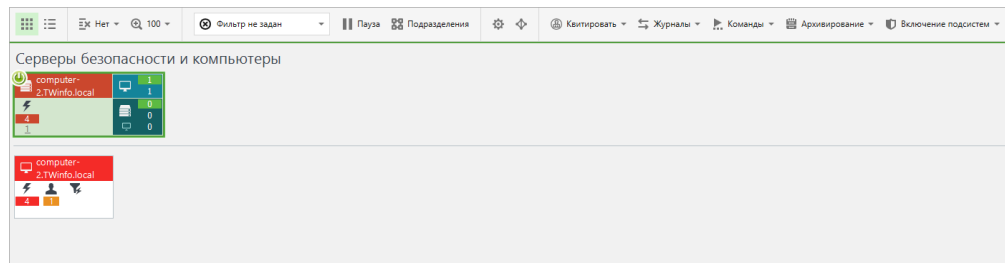 Нет 100 Фильтр не задан Пауза Подразделения Квитировать Журналы Команды Архивирование Включение подсистем
Серверы безопасности и компьютеры
computer-
2.TWinfo.local
1
1
4
1
0
0
0
computer-
2.TWinfo.local
4 1